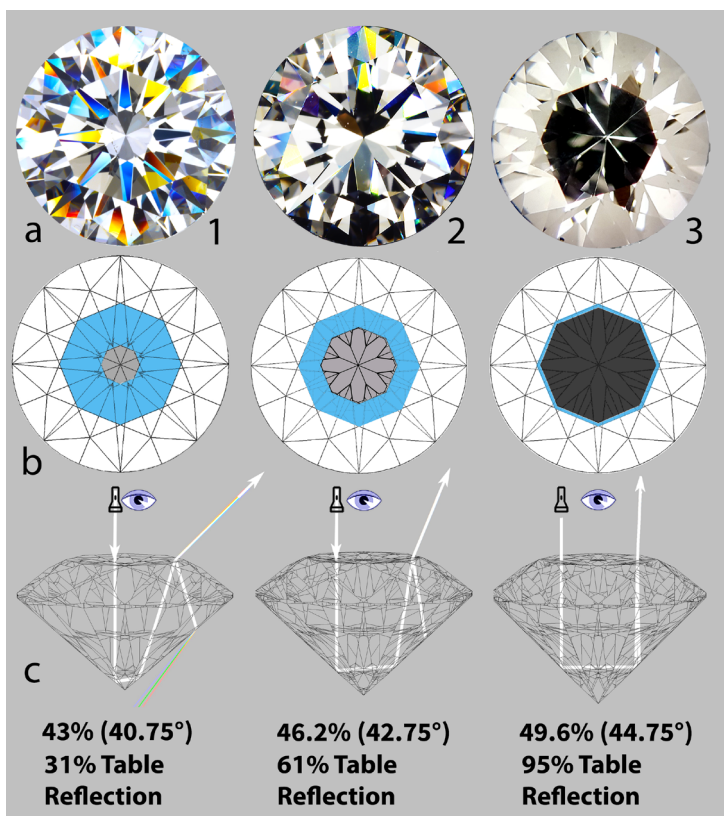 a
1
2
3
b
c
43% (40.75°)
31% Table
Reflection
46.2% (42.75°)
61% Table
Reflection
49.6% (44.75°)
95% Table
Reflection